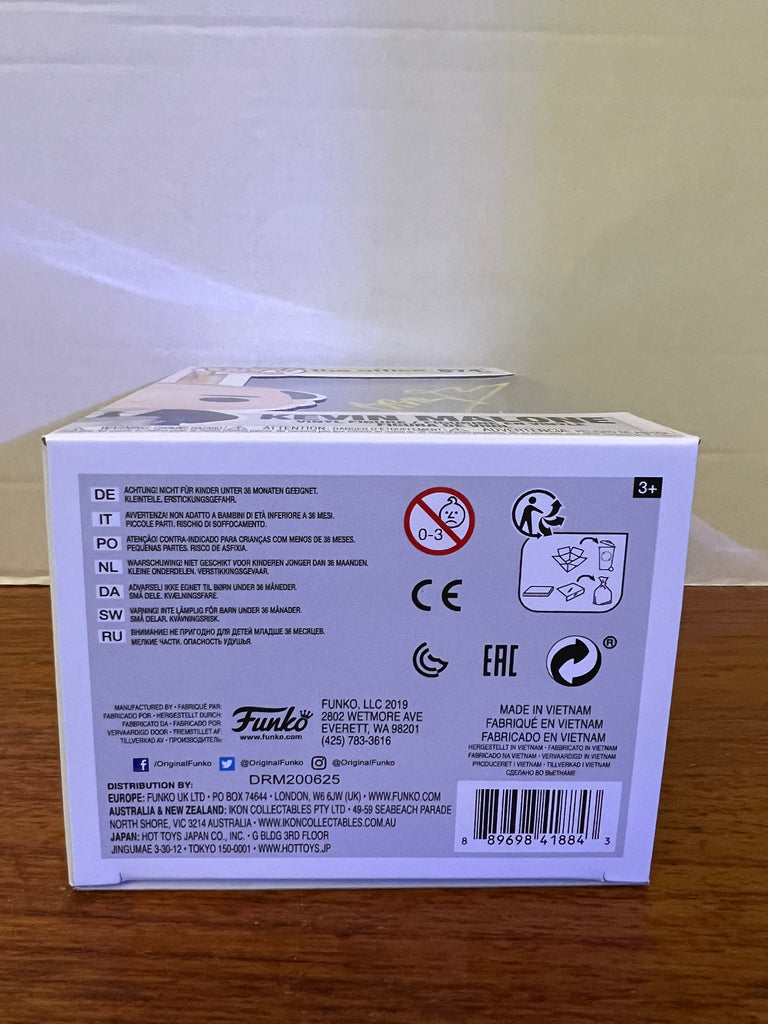 the office 874
KEVIN MALONE
DE ACHTUNG! NICHT FÜR KINDER UNTER 36 MONATEN GEEIGNET.
KLEINTEILE. ERSTICKUNGSGEFAHR.
IT AVVERTENZA! NON ADATTO A BAMBINI DI ETÀ INFERIORE A 36 MESI.
PICCOLE PARTI. RISCHIO DI SOFFOCAMENTO.
PO ATENÇÃO! CONTRA-INDICADO PARA CRIANÇAS COM MENOS DE 36 MESES.
PEQUENAS PARTES. RISCO DE ASFIXIA.
NL WAARSCHUWING! NIET GESCHIKT VOOR KINDEREN JONGER DAN 36 MAANDEN.
KLEINE ONDERDELEN. VERSTIKKINGSGEVAAR.
DA ADVARSEL! IKKE EGNET TIL BØRN UNDER 36 MÅNEDER.
SMÅ DELE. KVÆLNINGSFARE.
SW VARNING! INTE LÄMPLIG FÖR BARN UNDER 36 MÅNADER.
SMÅ DELAR. KVÄVNINGSRISK.
RU ВНИМАНИЕ! НЕ ПРИГОДНО ДЛЯ ДЕТЕЙ МЛАДШЕ 36 МЕСЯЦЕВ.
МЕЛКИЕ ЧАСТИ. ОПАСНОСТЬ УДУШЬЯ.
0-3
3+
CE
EAC
®
MANUFACTURED BY • FABRIQUÉ PAR:
FABRICADO POR • HERGESTELLT DURCH:
FABBRICATO DA • FABRICADO POR:
VERVAARDIGD DOOR • FREMSTILLET AF:
TILLVERKAD AV • ПРОИЗВОДИТЕЛЬ:
Funko
www.funko.com
FUNKO, LLC 2019
2802 WETMORE AVE
EVERETT, WA 98201
(425) 783-3616
MADE IN VIETNAM
FABRIQUÉ EN VIETNAM
FABRICADO EN VIETNAM
HERGESTELLT IN VIETNAM • FABBRICATO IN VIETNAM
FABRICADO NA VIETNAM • VERVAARDISD IN VIETNAM
PRODUCERET I VIETNAM • TILLVERKAD I VIETNAM
СДЕЛАНО ВО ВЬЕТНАМЕ
/OriginalFunko @OriginalFunko @OriginalFunko
DRM200625
DISTRIBUTION BY:
EUROPE: FUNKO UK LTD • PO BOX 74644 • LONDON, W6 6JW (UK) • WWW.FUNKO.COM
AUSTRALIA & NEW ZEALAND: IKON COLLECTABLES PTY LTD • 49-59 SEABEACH PARADE
NORTH SHORE, VIC 3214 AUSTRALIA • WWW.IKONCOLLECTABLES.COM.AU
JAPAN: HOT TOYS JAPAN CO., INC. • G BLDG 3RD FLOOR
JINGUMAE 3-30-12 • TOKYO 150-0001 • WWW.HOTTOYS.JP
8 89698 41884 3